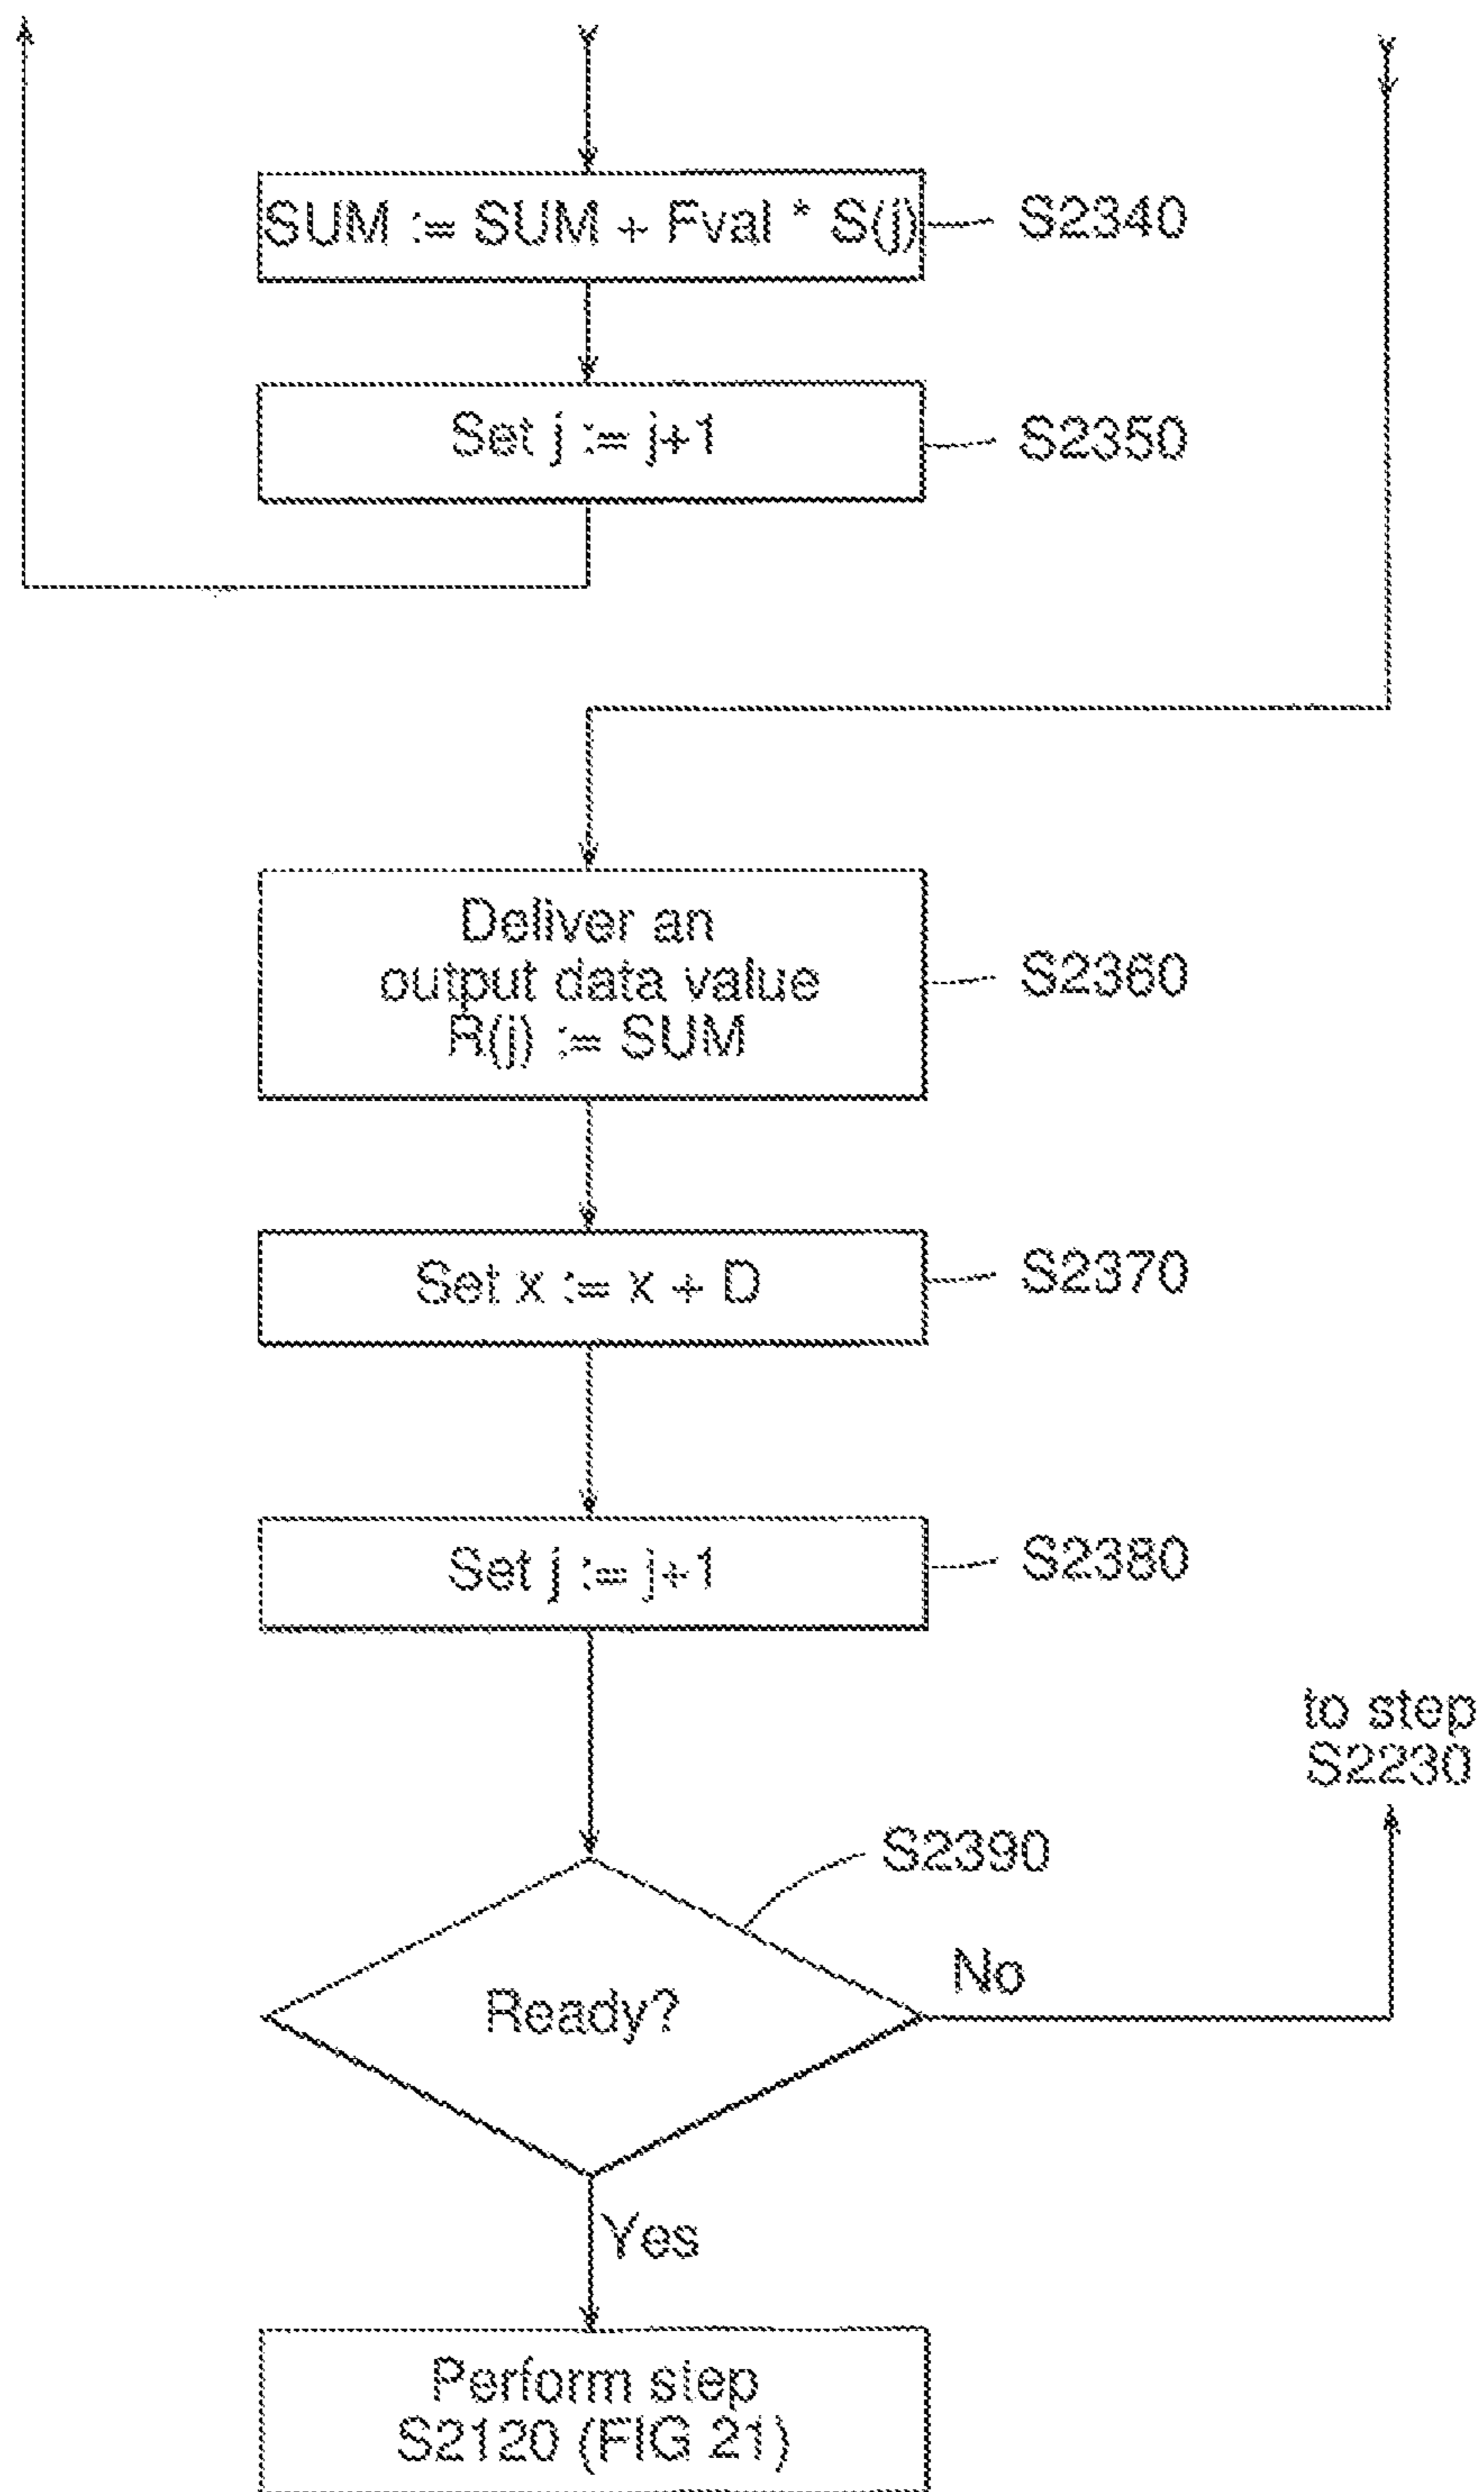 SUM := SUM + Fval * S(j)
S2340
Set j := j+1
S2350
Deliver an
output data value
R(j) := SUM
S2360
Set x := x + D
S2370
Set j := j+1
S2380
to step
S2230
S2390
No
Ready?
Yes
Perform step
S2120 (FIG 21)